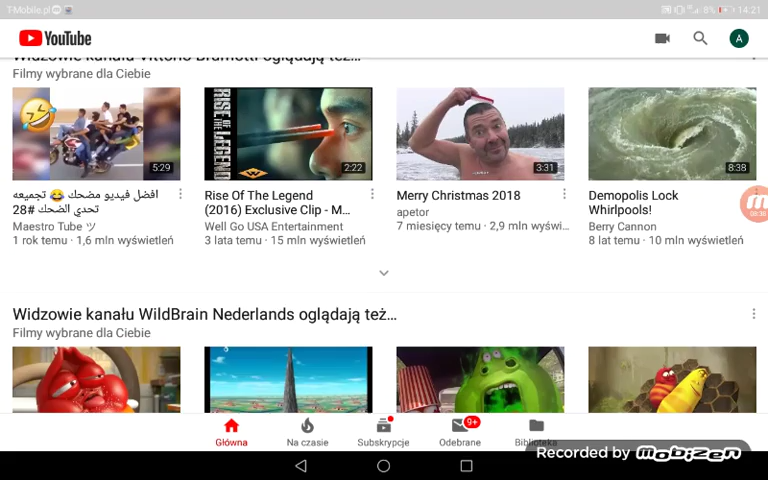 T-Mobile.pl
8% 14:21
YouTube
A
Widzowie kanału Vittorio Brumotti oglądają też...
Filmy wybrane dla Ciebie
RISE OF THE LEGEND
5:29
2:22
3:31
8:38
افضل فيديو مضحك 😂 تجميعه
تحدي الضحك #28
Maestro Tube ツ
1 rok temu · 1,6 mln wyświetleń
Rise Of The Legend
(2016) Exclusive Clip - M...
Well Go USA Entertainment
3 lata temu · 15 mln wyświetleń
Merry Christmas 2018
apetor
7 miesięcy temu · 2,9 mln wyświ...
Demopolis Lock
Whirlpools!
Berry Cannon
8 lat temu · 10 mln wyświetleń
Widzowie kanału WildBrain Nederlands oglądają też...
Filmy wybrane dla Ciebie
Główna
Na czasie
Subskrypcje
9+
Odebrane
Biblioteka
Recorded by Mobizen